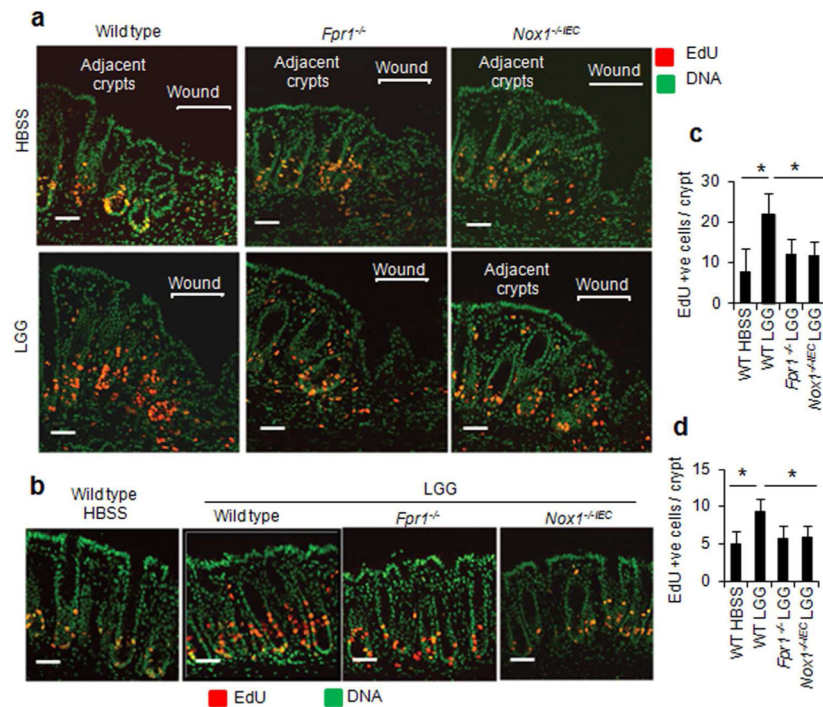 a
Wild type
Fpr1-/-
Nox1-/-IEC
EdU
DNA
HBSS
Adjacent crypts
Wound
Adjacent crypts
Wound
Adjacent crypts
Wound
LGG
Wound
Wound
Adjacent crypts
Wound
b
Wild type HBSS
LGG
Wild type
Fpr1-/-
Nox1-/-IEC
EdU
DNA
c
* *
EdU +ve cells / crypt
30
20
10
0
WT HBSS
WT LGG
Fpr1-/- LGG
Nox1-/-IEC LGG
d
* *
EdU +ve cells / crypt
15
10
5
0
WT HBSS
WT LGG
Fpr1-/- LGG
Nox1-/-IEC LGG